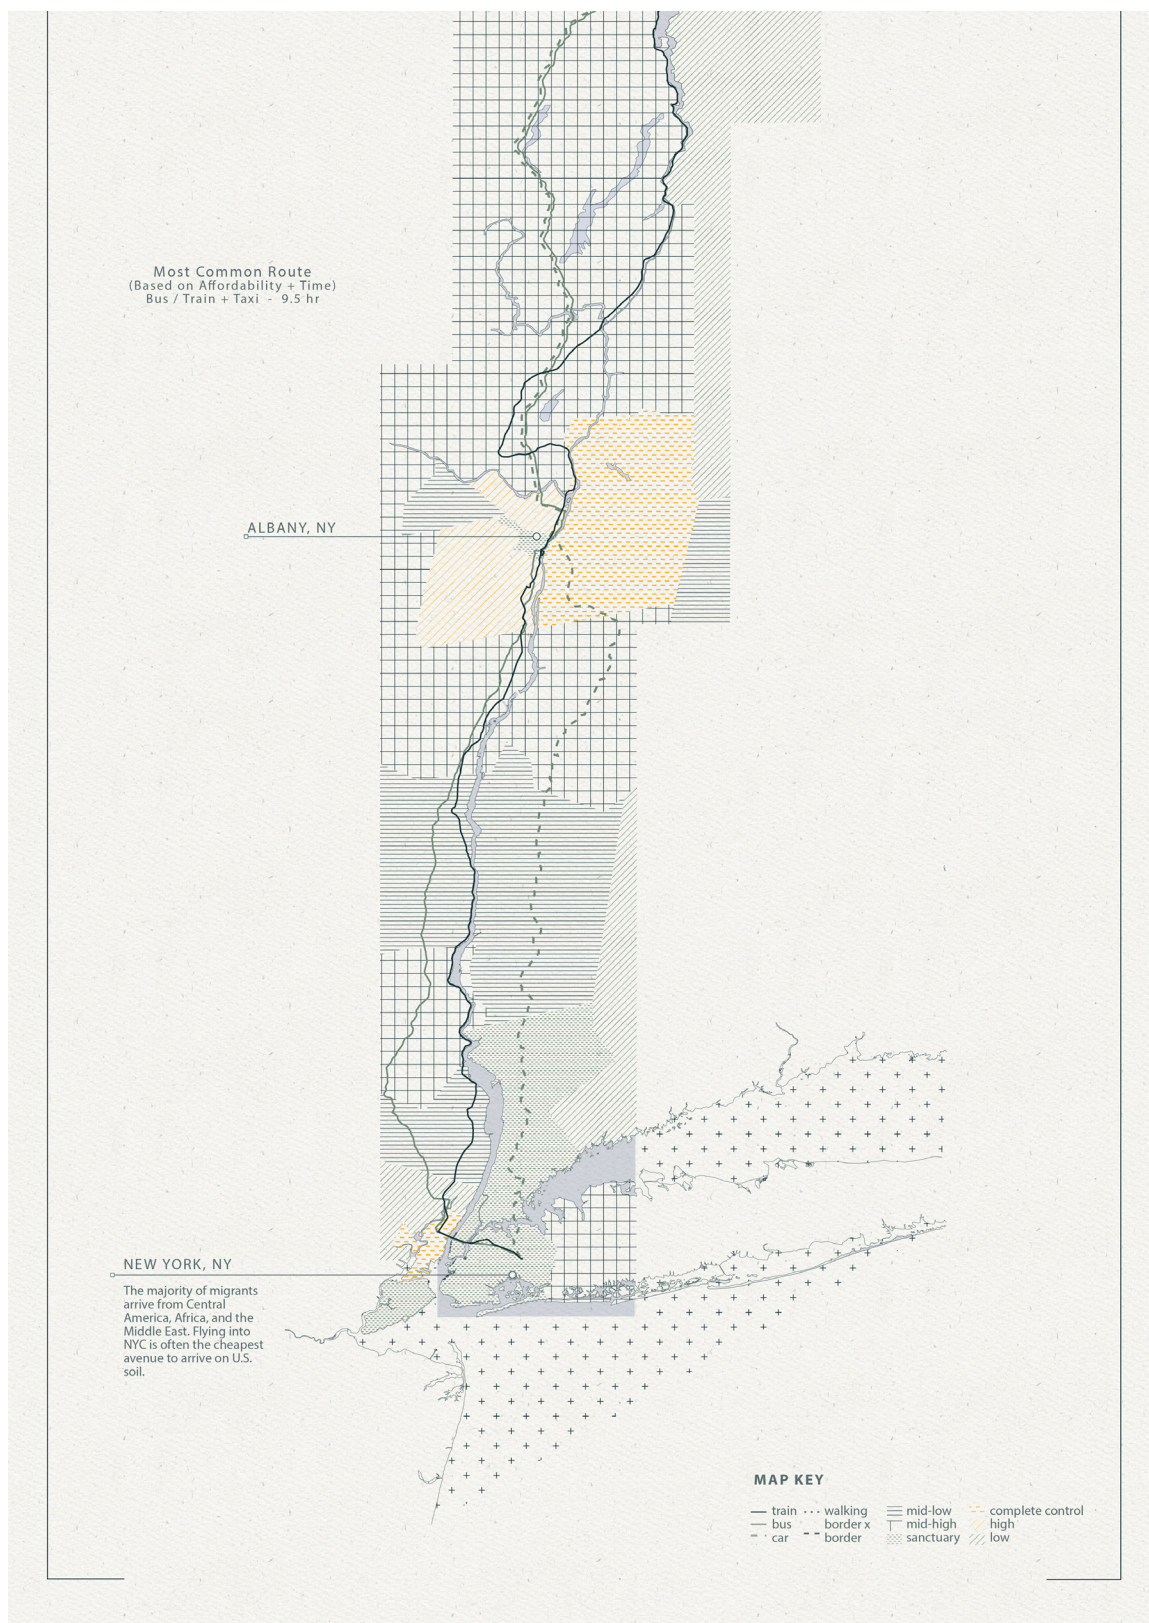 Most Common Route
(Based on Affordability + Time)
Bus / Train + Taxi - 9.5 hr
ALBANY, NY
NEW YORK, NY
The majority of migrants
arrive from Central
America, Africa, and the
Middle East. Flying into
NYC is often the cheapest
avenue to arrive on U.S.
soil.
MAP KEY
train
bus
car
walking
border x
border
mid-low
mid-high
sanctuary
complete control
high
low